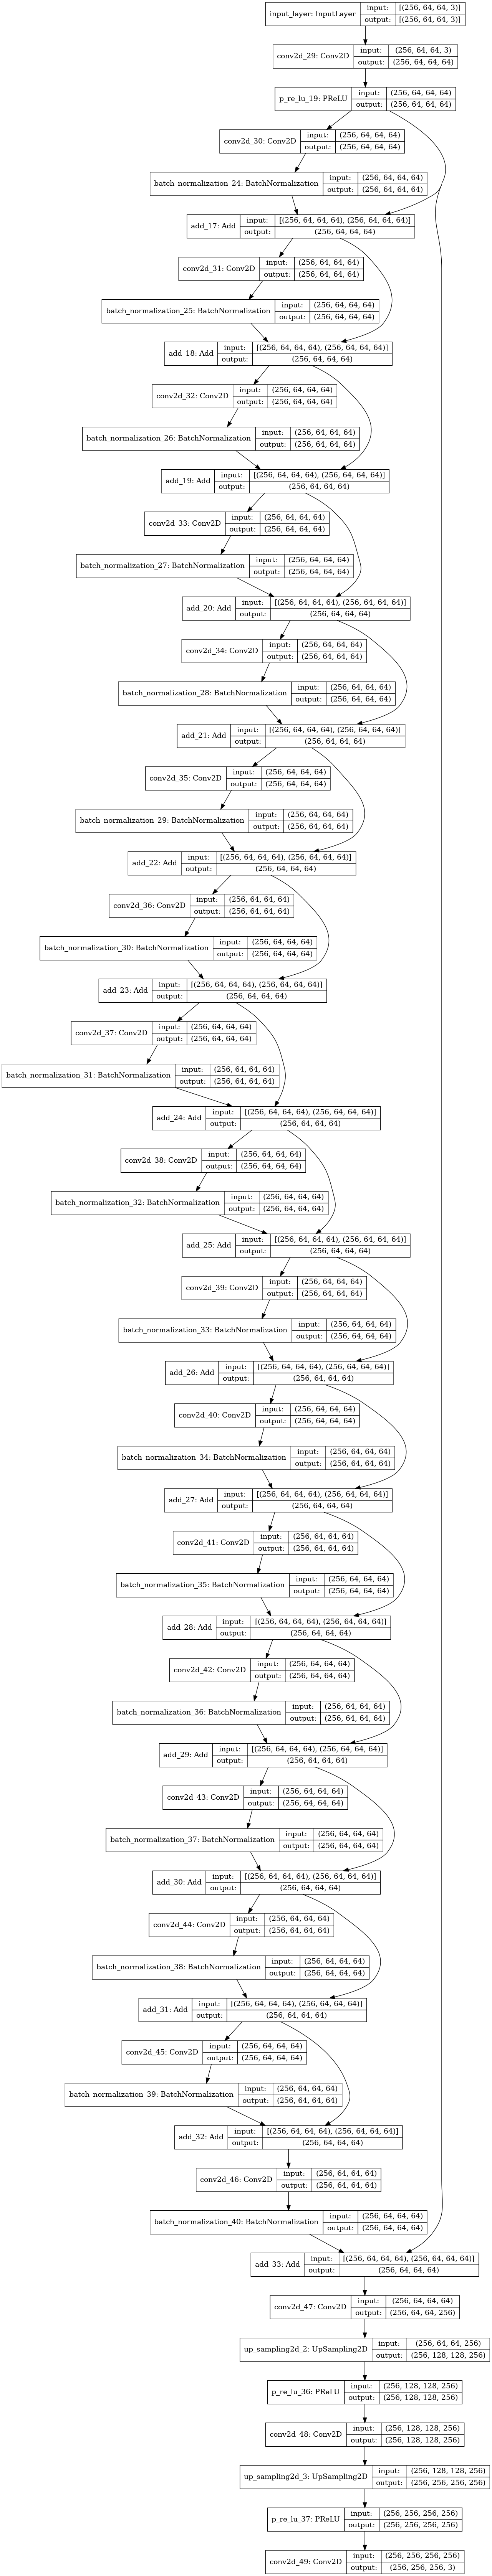 input_layer: InputLayer input: [(256, 64, 64, 3)]
output: [(256, 64, 64, 3)]
conv2d_29: Conv2D input: (256, 64, 64, 3)
output: (256, 64, 64, 64)
p_re_lu_19: PReLU input: (256, 64, 64, 64)
output: (256, 64, 64, 64)
conv2d_30: Conv2D input: (256, 64, 64, 64)
output: (256, 64, 64, 64)
batch_normalization_24: BatchNormalization input: (256, 64, 64, 64)
output: (256, 64, 64, 64)
add_17: Add input: [(256, 64, 64, 64), (256, 64, 64, 64)]
output: (256, 64, 64, 64)
conv2d_31: Conv2D input: (256, 64, 64, 64)
output: (256, 64, 64, 64)
batch_normalization_25: BatchNormalization input: (256, 64, 64, 64)
output: (256, 64, 64, 64)
add_18: Add input: [(256, 64, 64, 64), (256, 64, 64, 64)]
output: (256, 64, 64, 64)
conv2d_32: Conv2D input: (256, 64, 64, 64)
output: (256, 64, 64, 64)
batch_normalization_26: BatchNormalization input: (256, 64, 64, 64)
output: (256, 64, 64, 64)
add_19: Add input: [(256, 64, 64, 64), (256, 64, 64, 64)]
output: (256, 64, 64, 64)
conv2d_33: Conv2D input: (256, 64, 64, 64)
output: (256, 64, 64, 64)
batch_normalization_27: BatchNormalization input: (256, 64, 64, 64)
output: (256, 64, 64, 64)
add_20: Add input: [(256, 64, 64, 64), (256, 64, 64, 64)]
output: (256, 64, 64, 64)
conv2d_34: Conv2D input: (256, 64, 64, 64)
output: (256, 64, 64, 64)
batch_normalization_28: BatchNormalization input: (256, 64, 64, 64)
output: (256, 64, 64, 64)
add_21: Add input: [(256, 64, 64, 64), (256, 64, 64, 64)]
output: (256, 64, 64, 64)
conv2d_35: Conv2D input: (256, 64, 64, 64)
output: (256, 64, 64, 64)
batch_normalization_29: BatchNormalization input: (256, 64, 64, 64)
output: (256, 64, 64, 64)
add_22: Add input: [(256, 64, 64, 64), (256, 64, 64, 64)]
output: (256, 64, 64, 64)
conv2d_36: Conv2D input: (256, 64, 64, 64)
output: (256, 64, 64, 64)
batch_normalization_30: BatchNormalization input: (256, 64, 64, 64)
output: (256, 64, 64, 64)
add_23: Add input: [(256, 64, 64, 64), (256, 64, 64, 64)]
output: (256, 64, 64, 64)
conv2d_37: Conv2D input: (256, 64, 64, 64)
output: (256, 64, 64, 64)
batch_normalization_31: BatchNormalization input: (256, 64, 64, 64)
output: (256, 64, 64, 64)
add_24: Add input: [(256, 64, 64, 64), (256, 64, 64, 64)]
output: (256, 64, 64, 64)
conv2d_38: Conv2D input: (256, 64, 64, 64)
output: (256, 64, 64, 64)
batch_normalization_32: BatchNormalization input: (256, 64, 64, 64)
output: (256, 64, 64, 64)
add_25: Add input: [(256, 64, 64, 64), (256, 64, 64, 64)]
output: (256, 64, 64, 64)
conv2d_39: Conv2D input: (256, 64, 64, 64)
output: (256, 64, 64, 64)
batch_normalization_33: BatchNormalization input: (256, 64, 64, 64)
output: (256, 64, 64, 64)
add_26: Add input: [(256, 64, 64, 64), (256, 64, 64, 64)]
output: (256, 64, 64, 64)
conv2d_40: Conv2D input: (256, 64, 64, 64)
output: (256, 64, 64, 64)
batch_normalization_34: BatchNormalization input: (256, 64, 64, 64)
output: (256, 64, 64, 64)
add_27: Add input: [(256, 64, 64, 64), (256, 64, 64, 64)]
output: (256, 64, 64, 64)
conv2d_41: Conv2D input: (256, 64, 64, 64)
output: (256, 64, 64, 64)
batch_normalization_35: BatchNormalization input: (256, 64, 64, 64)
output: (256, 64, 64, 64)
add_28: Add input: [(256, 64, 64, 64), (256, 64, 64, 64)]
output: (256, 64, 64, 64)
conv2d_42: Conv2D input: (256, 64, 64, 64)
output: (256, 64, 64, 64)
batch_normalization_36: BatchNormalization input: (256, 64, 64, 64)
output: (256, 64, 64, 64)
add_29: Add input: [(256, 64, 64, 64), (256, 64, 64, 64)]
output: (256, 64, 64, 64)
conv2d_43: Conv2D input: (256, 64, 64, 64)
output: (256, 64, 64, 64)
batch_normalization_37: BatchNormalization input: (256, 64, 64, 64)
output: (256, 64, 64, 64)
add_30: Add input: [(256, 64, 64, 64), (256, 64, 64, 64)]
output: (256, 64, 64, 64)
conv2d_44: Conv2D input: (256, 64, 64, 64)
output: (256, 64, 64, 64)
batch_normalization_38: BatchNormalization input: (256, 64, 64, 64)
output: (256, 64, 64, 64)
add_31: Add input: [(256, 64, 64, 64), (256, 64, 64, 64)]
output: (256, 64, 64, 64)
conv2d_45: Conv2D input: (256, 64, 64, 64)
output: (256, 64, 64, 64)
batch_normalization_39: BatchNormalization input: (256, 64, 64, 64)
output: (256, 64, 64, 64)
add_32: Add input: [(256, 64, 64, 64), (256, 64, 64, 64)]
output: (256, 64, 64, 64)
conv2d_46: Conv2D input: (256, 64, 64, 64)
output: (256, 64, 64, 64)
batch_normalization_40: BatchNormalization input: (256, 64, 64, 64)
output: (256, 64, 64, 64)
add_33: Add input: [(256, 64, 64, 64), (256, 64, 64, 64)]
output: (256, 64, 64, 64)
conv2d_47: Conv2D input: (256, 64, 64, 64)
output: (256, 64, 64, 256)
up_sampling2d_2: UpSampling2D input: (256, 64, 64, 256)
output: (256, 128, 128, 256)
p_re_lu_36: PReLU input: (256, 128, 128, 256)
output: (256, 128, 128, 256)
conv2d_48: Conv2D input: (256, 128, 128, 256)
output: (256, 128, 128, 256)
up_sampling2d_3: UpSampling2D input: (256, 128, 128, 256)
output: (256, 256, 256, 256)
p_re_lu_37: PReLU input: (256, 256, 256, 256)
output: (256, 256, 256, 256)
conv2d_49: Conv2D input: (256, 256, 256, 256)
output: (256, 256, 256, 3)